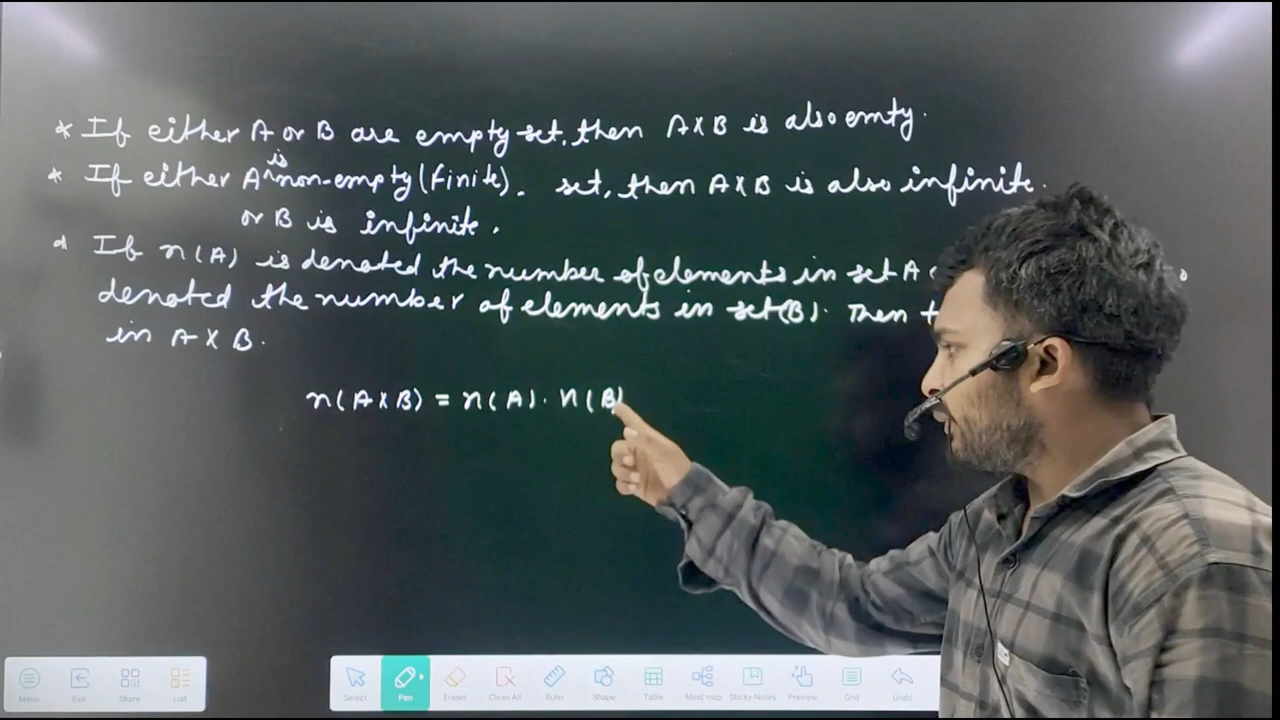 * If either A or B are empty set, then A×B is also emty.
is
* If either A ^ non-empty (finite). set, then A×B is also infinite.
or B is infinite.
* If n(A) is denoted the number of elements in set A
denoted the number of elements in set(B). Then
in A × B.
n(A×B) = n(A). n(B)
Menu Exit Share List Select Pen Eraser Clean All Ruler Shape Table Mind map Sticky-Notes Preview Grid Undo